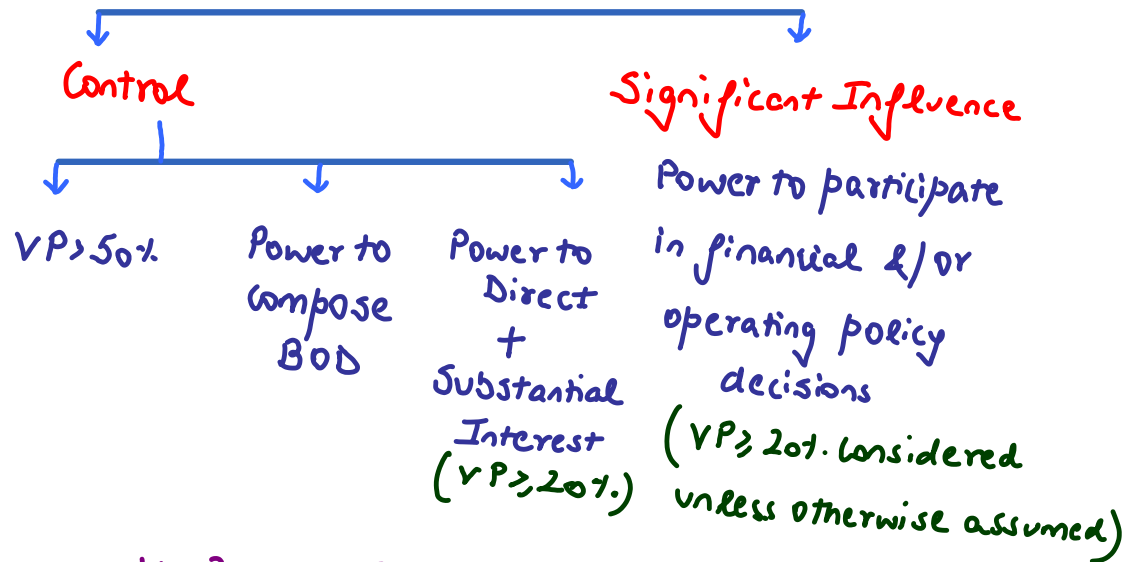 Control
Significant Influence
VP > 50%
Power to
compose
BOD
Power to
Direct
+
Substantial
Interest
(VP ≥ 20%)
Power to participate
in financial &/or
operating policy
decisions
(VP ≥ 20%. considered
unless otherwise assumed)